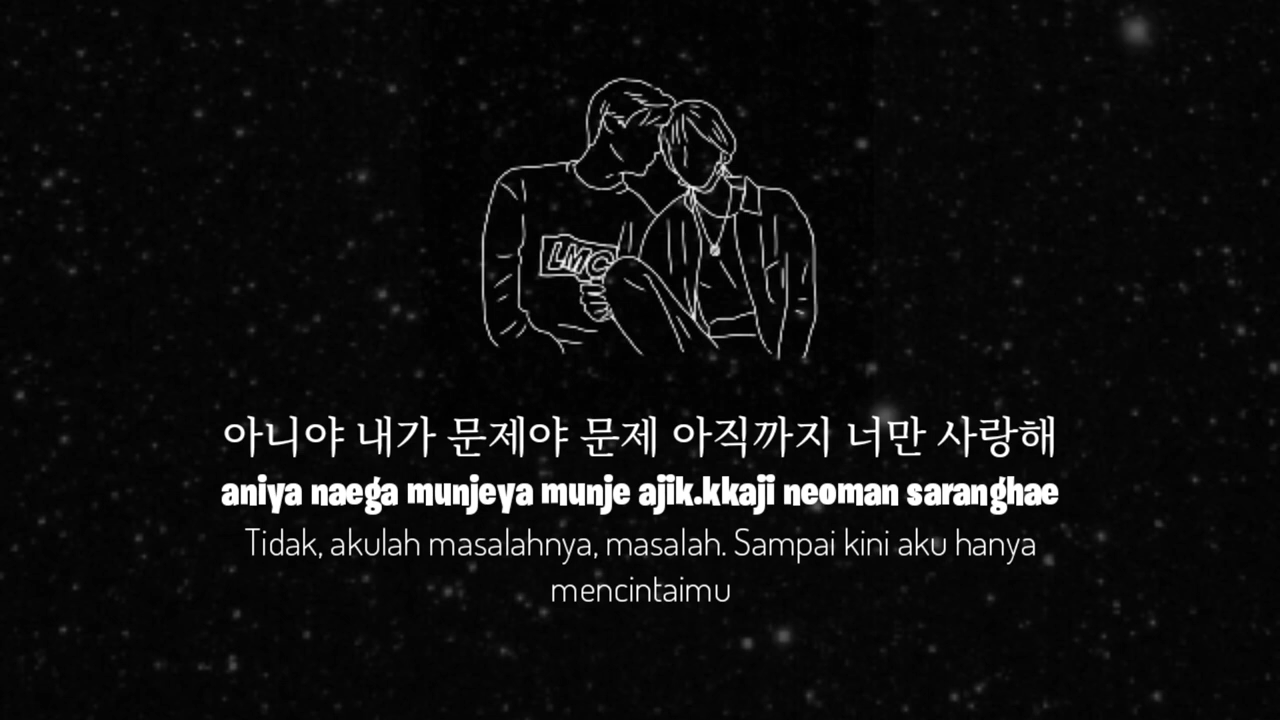 LMC
아니야 내가 문제야 문제 아직까지 너만 사랑해
aniya naega munjeya munje ajik.kkaji neoman saranghae
Tidak, akulah masalahnya, masalah. Sampai kini aku hanya
mencintaimu